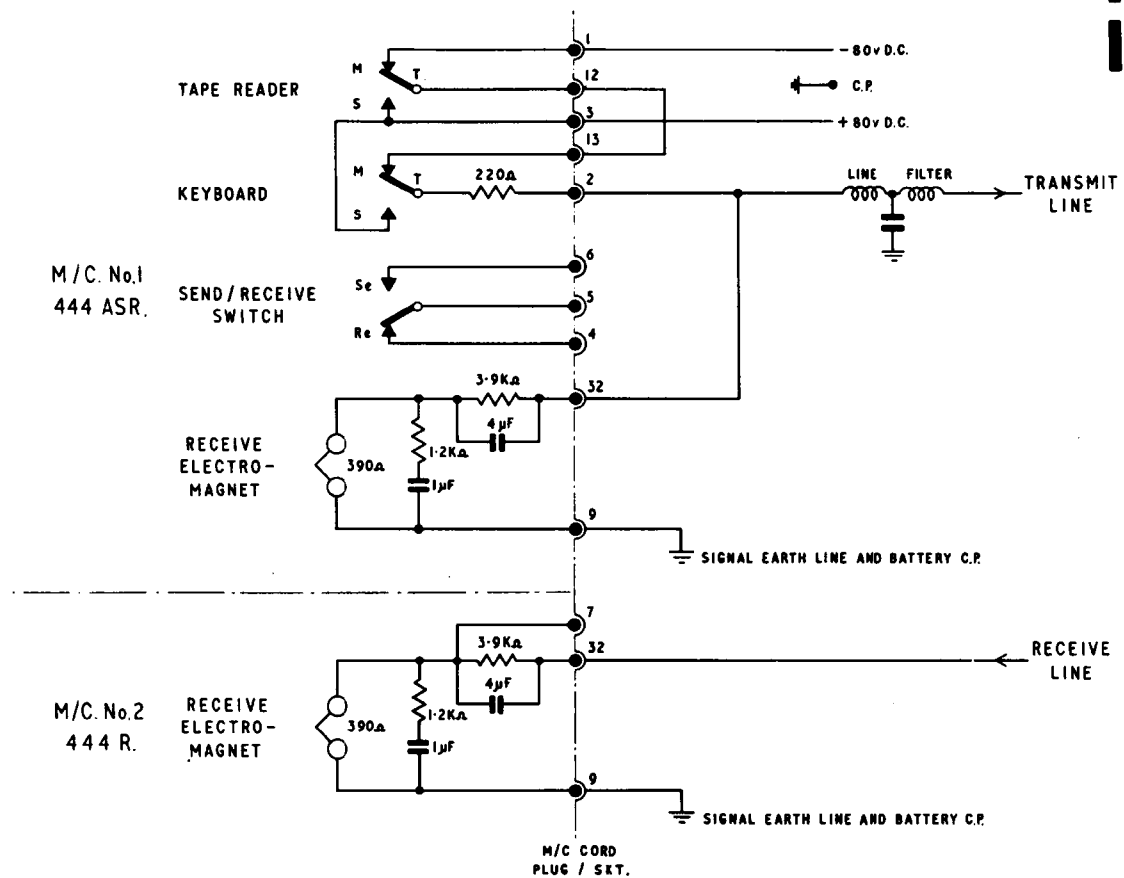 1
- 80V D.C.
M
T
12
TAPE READER
C.P.
S
3
+ 80V D.C.
13
M
T
220Ω
2
KEYBOARD
LINE FILTER
TRANSMIT
LINE
S
6
M/C. No.1
444 ASR.
Se
SEND/RECEIVE
SWITCH
5
Re
4
3·9KΩ
32
4μF
RECEIVE
ELECTRO-
MAGNET
390Ω
1·2KΩ
1μF
9
SIGNAL EARTH LINE AND BATTERY C.P.
7
3·9KΩ
32
RECEIVE
LINE
4μF
M/C. No.2
444 R.
RECEIVE
ELECTRO-
MAGNET
390Ω
1·2KΩ
1μF
9
SIGNAL EARTH LINE AND BATTERY C.P.
M/C CORD
PLUG / SKT.